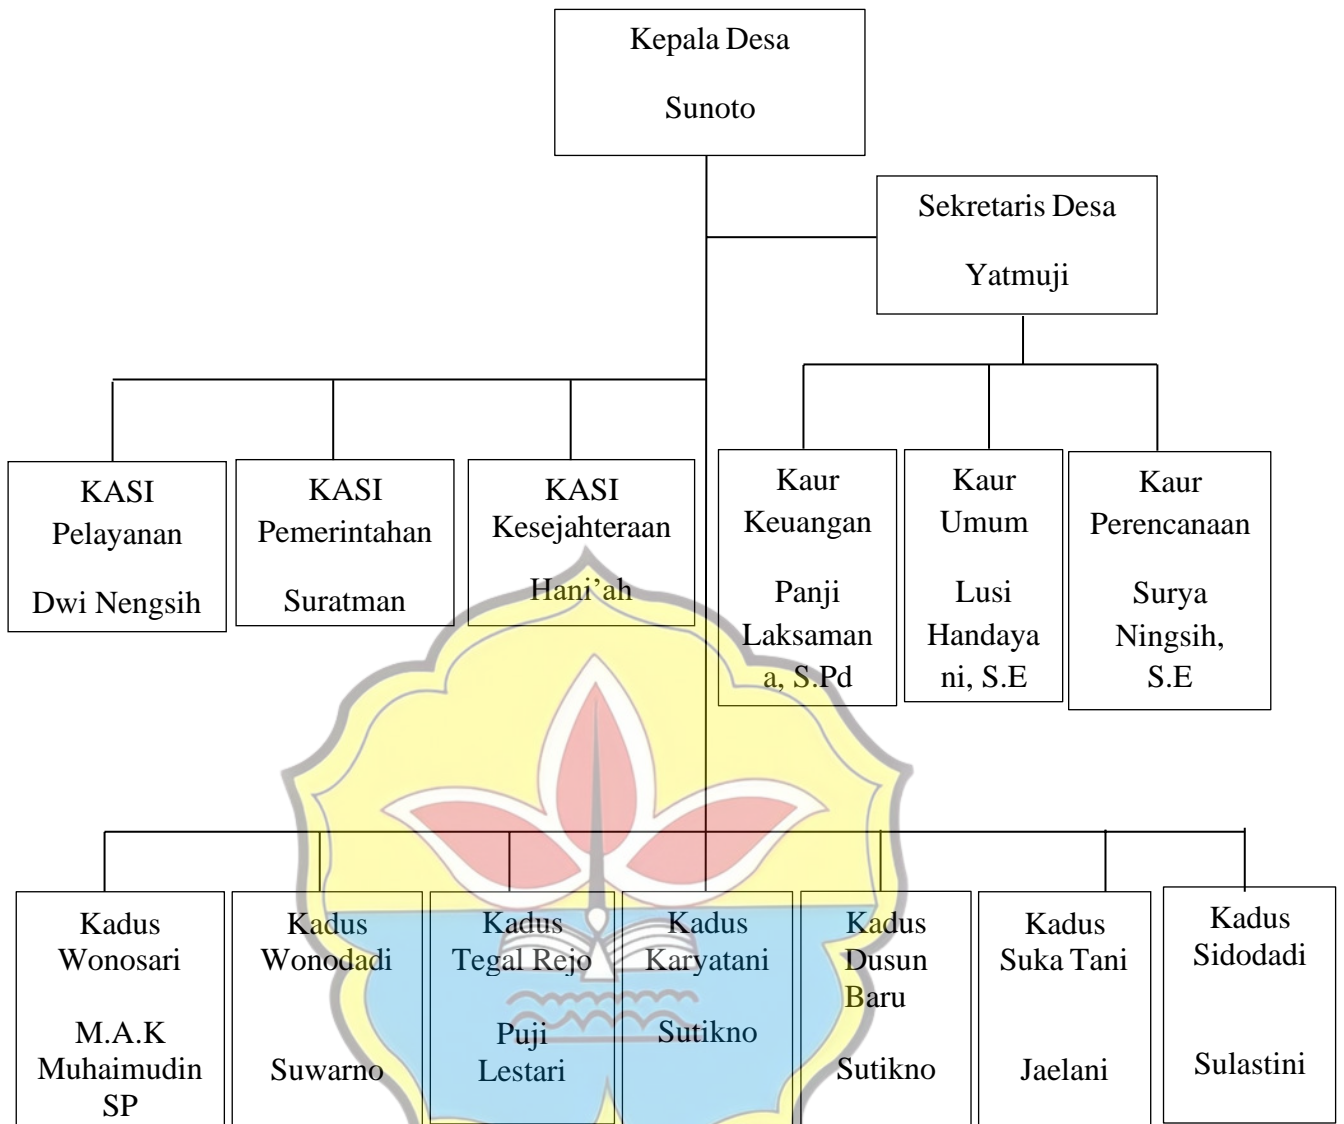 Kepala Desa
Sunoto
Sekretaris Desa
Yatmuji
KASI
Pelayanan
Dwi Nengsih
KASI
Pemerintahan
Suratman
KASI
Kesejahteraan
Hani’ah
Kaur
Keuangan
Panji
Laksaman
a, S.Pd
Kaur
Umum
Lusi
Handaya
ni, S.E
Kaur
Perencanaan
Surya
Ningsih,
S.E
Kadus
Wonosari
M.A.K
Muhaimudin
SP
Kadus
Wonodadi
Suwarno
Kadus
Tegal Rejo
Puji
Lestari
Kadus
Karyatani
Sutikno
Kadus
Dusun
Baru
Sutikno
Kadus
Suka Tani
Jaelani
Kadus
Sidodadi
Sulastini